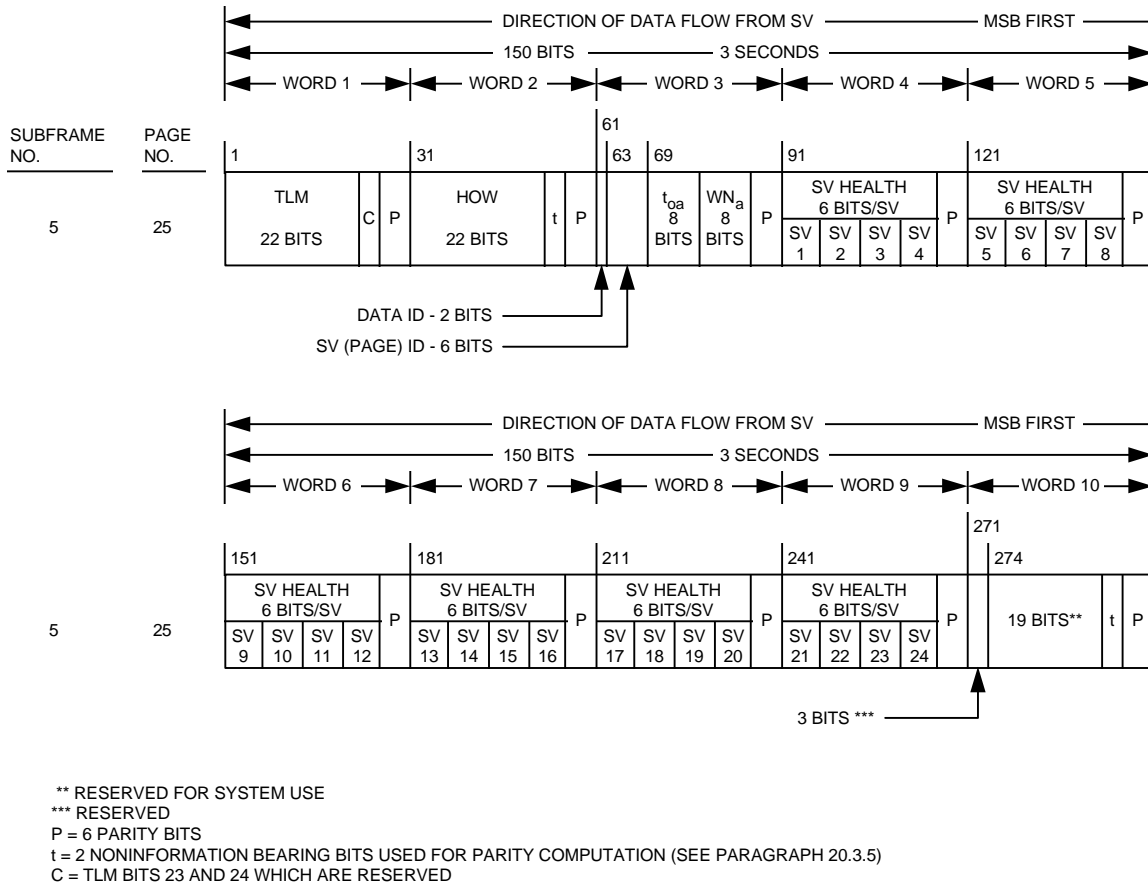 DIRECTION OF DATA FLOW FROM SV MSB FIRST
150 BITS 3 SECONDS
WORD 1 WORD 2 WORD 3 WORD 4 WORD 5
SUBFRAME NO.
PAGE NO.
1 31 61 63 69 91 121
5 25
TLM 22 BITS
C
P
HOW 22 BITS
t
P
toa 8 BITS
WNa 8 BITS
P
SV HEALTH 6 BITS/SV
SV 1 SV 2 SV 3 SV 4
P
SV HEALTH 6 BITS/SV
SV 5 SV 6 SV 7 SV 8
P
DATA ID - 2 BITS
SV (PAGE) ID - 6 BITS
DIRECTION OF DATA FLOW FROM SV MSB FIRST
150 BITS 3 SECONDS
WORD 6 WORD 7 WORD 8 WORD 9 WORD 10
151 181 211 241 271 274
5 25
SV HEALTH 6 BITS/SV
SV 9 SV 10 SV 11 SV 12
P
SV HEALTH 6 BITS/SV
SV 13 SV 14 SV 15 SV 16
P
SV HEALTH 6 BITS/SV
SV 17 SV 18 SV 19 SV 20
P
SV HEALTH 6 BITS/SV
SV 21 SV 22 SV 23 SV 24
P
19 BITS**
t
P
3 BITS ***
** RESERVED FOR SYSTEM USE
*** RESERVED
P = 6 PARITY BITS
t = 2 NONINFORMATION BEARING BITS USED FOR PARITY COMPUTATION (SEE PARAGRAPH 20.3.5)
C = TLM BITS 23 AND 24 WHICH ARE RESERVED